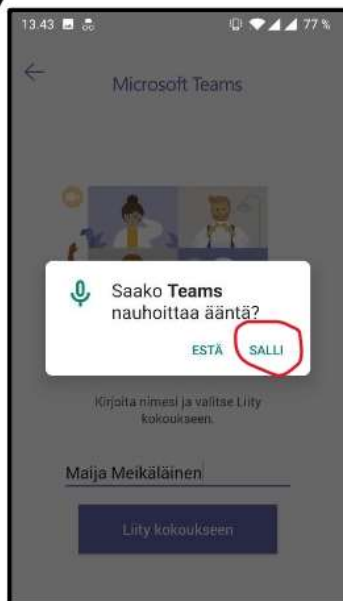 13.43
77 %
Microsoft Teams
Saako Teams
nauhoittaa ääntä?
ESTÄ SALLI
Kirjoita nimesi ja valitse Liity
kokoukseen.
Maija Meikäläinen
Liity kokoukseen